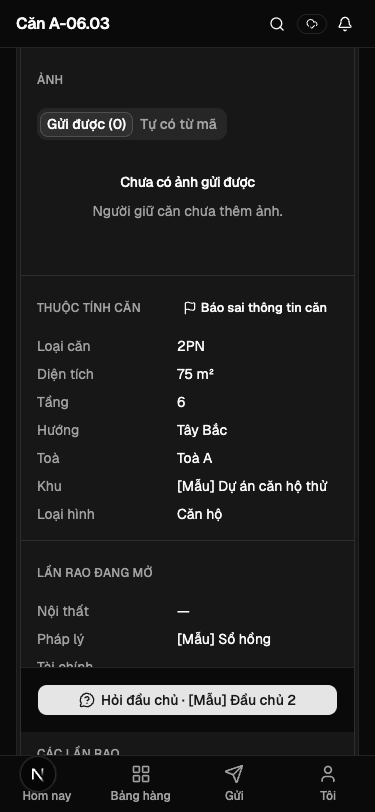 Căn A-06.03
ẢNH
Gửi được (0) Tự có từ mã
Chưa có ảnh gửi được
Người giữ căn chưa thêm ảnh.
THUỘC TÍNH CĂN Báo sai thông tin căn
Loại căn 2PN
Diện tích 75 m²
Tầng 6
Hướng Tây Bắc
Toà Toà A
Khu [Mẫu] Dự án căn hộ thử
Loại hình Căn hộ
LẦN RAO ĐANG MỞ
Nội thất —
Pháp lý [Mẫu] Sổ hồng
Tài chính
Hỏi đầu chủ · [Mẫu] Đầu chủ 2
CÁC LẦN RAO
N
Hôm nay Bảng hàng Gửi Tôi